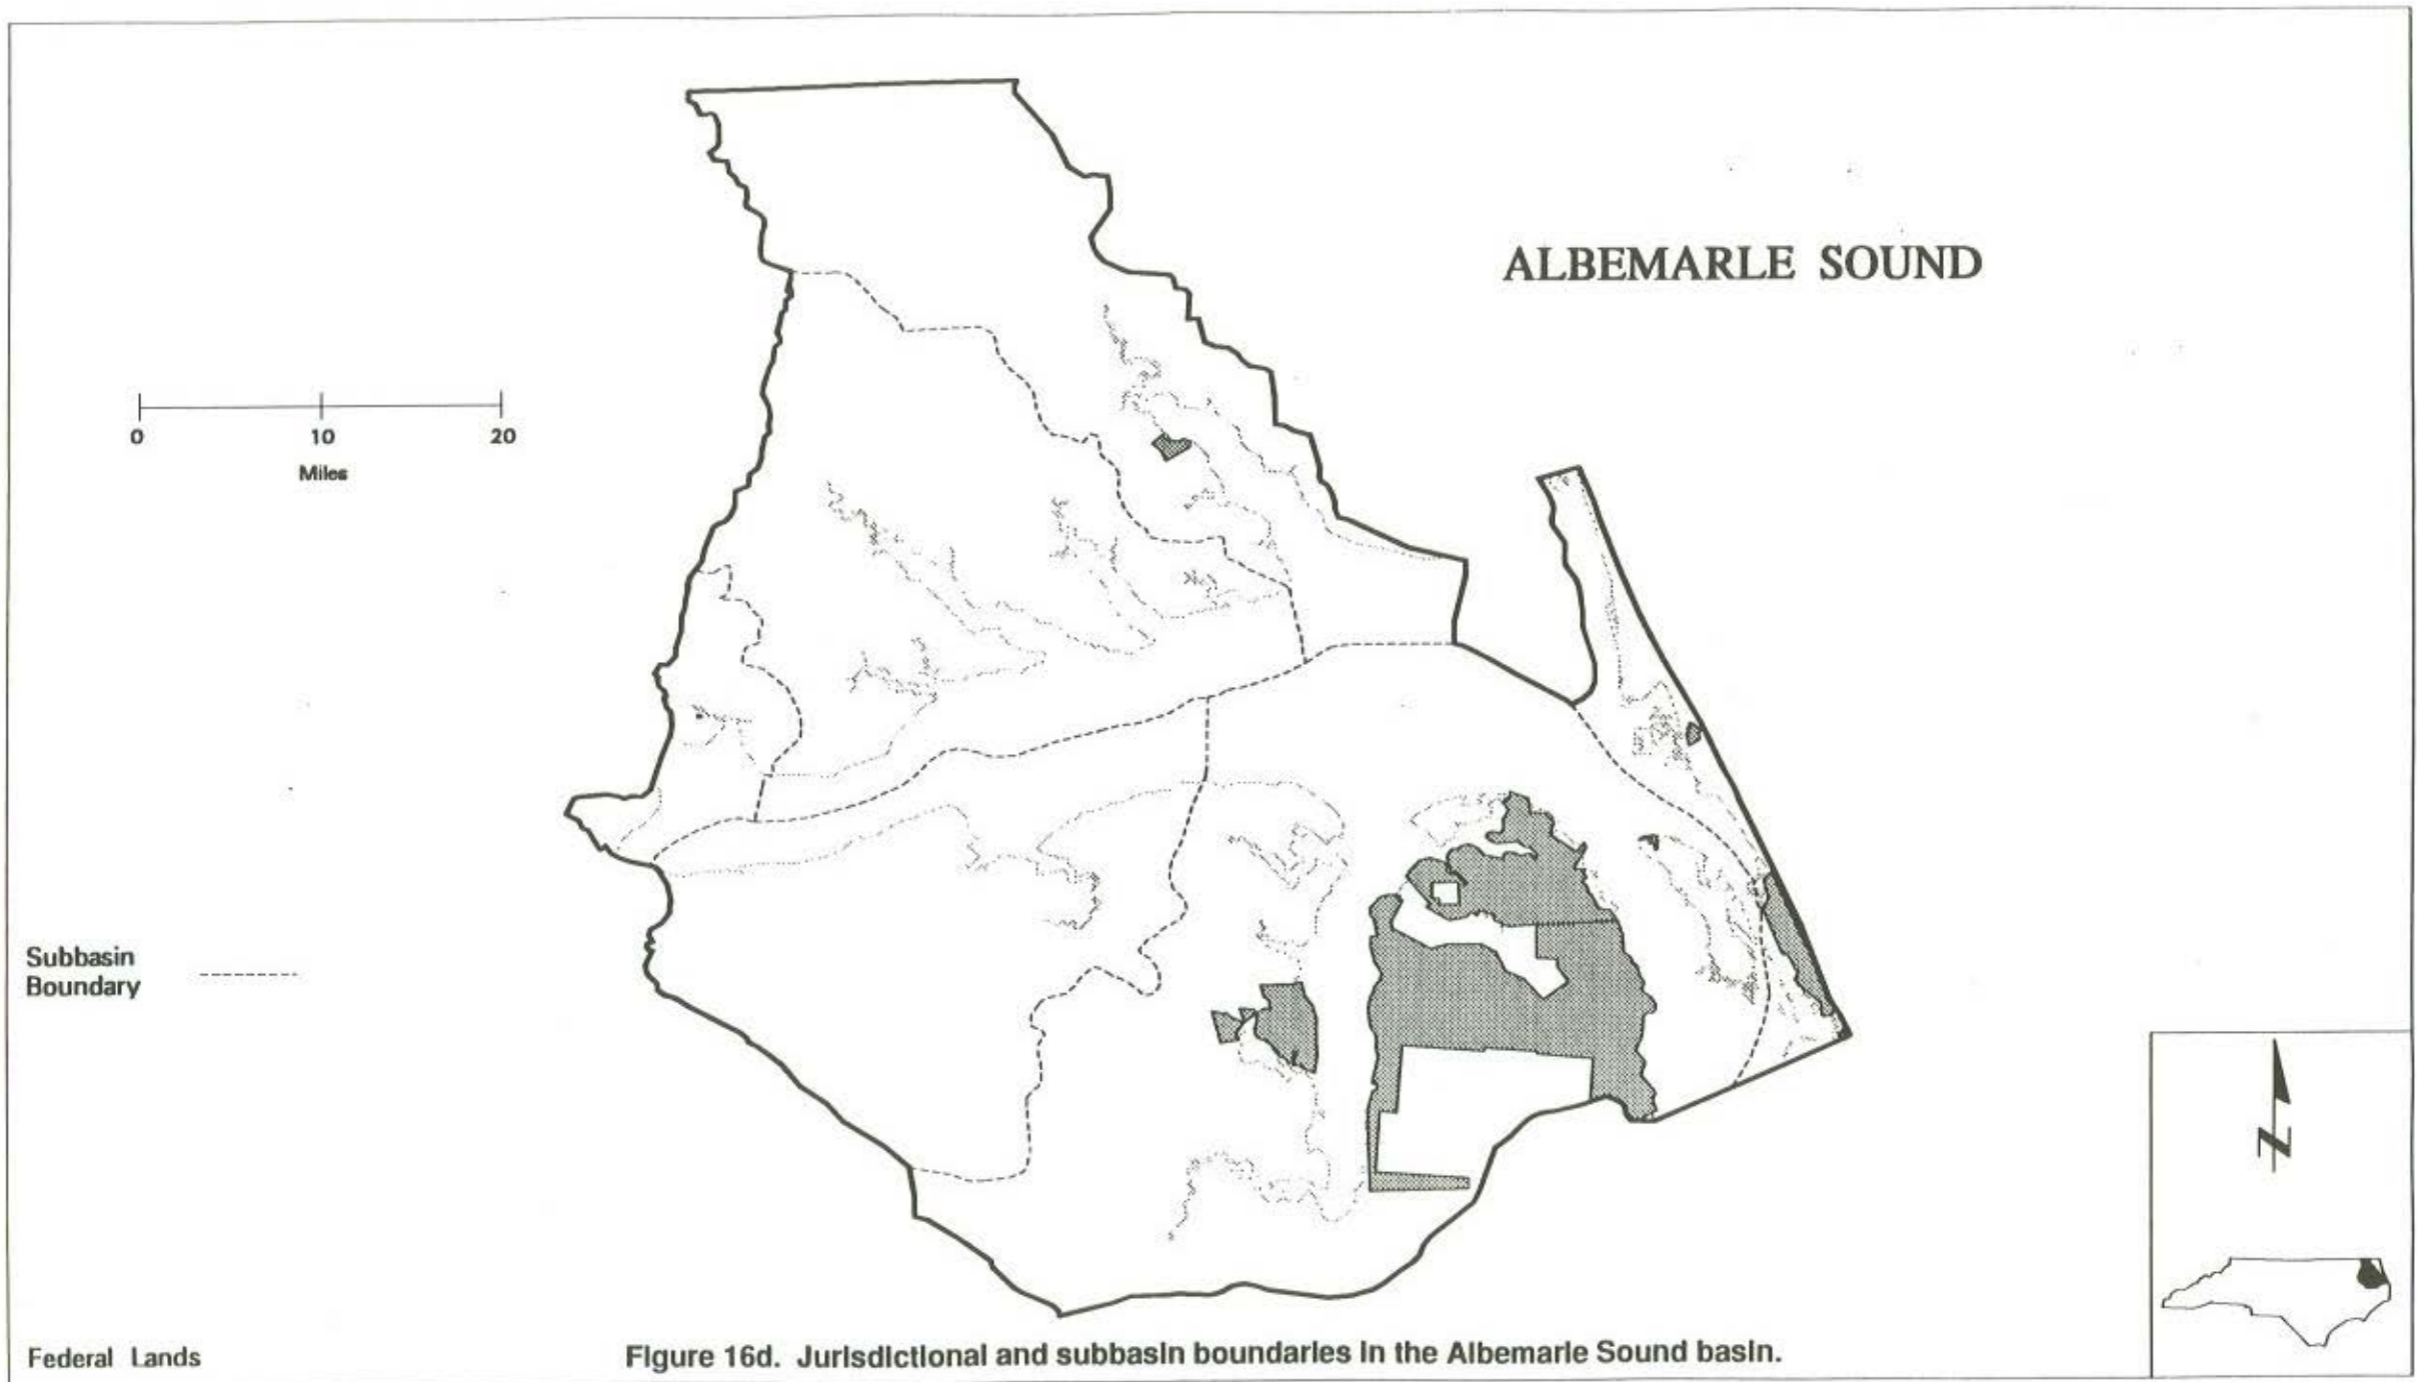 ALBEMARLE SOUND
0 10 20
Miles
Subbasin
Boundary
N
Federal Lands
Figure 16d. Jurisdictional and subbasin boundaries in the Albemarle Sound basin.